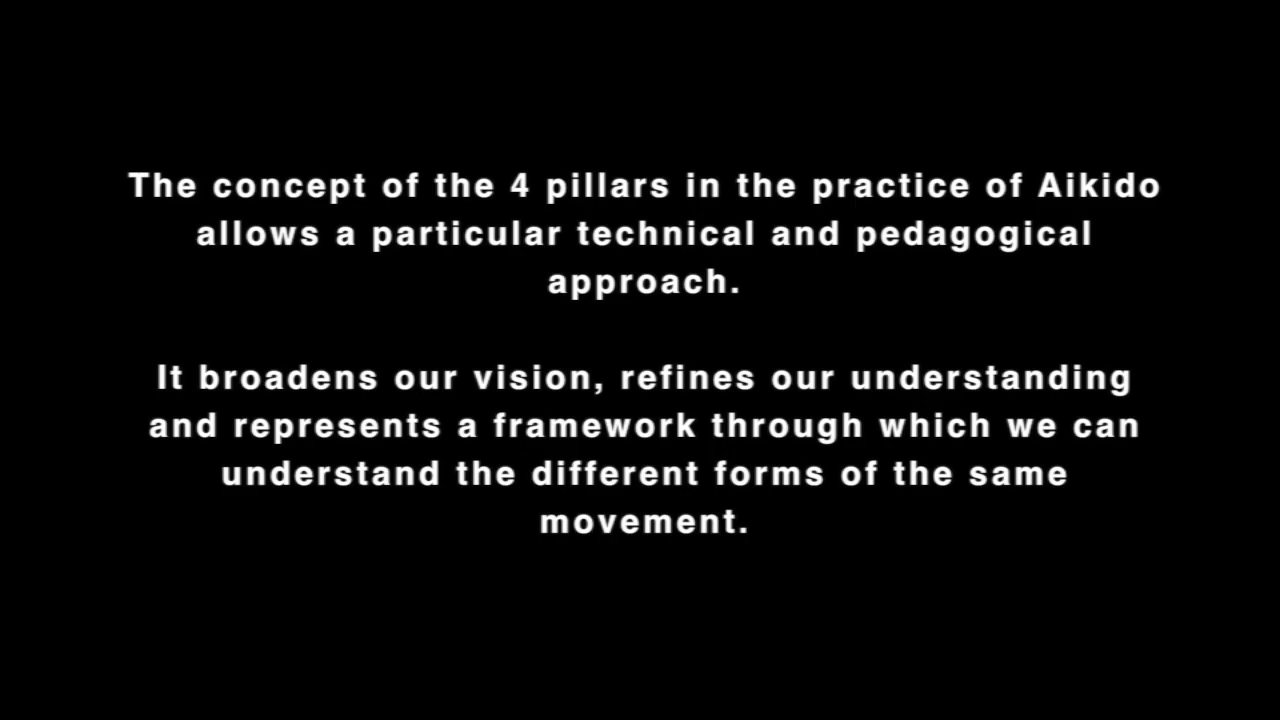 The concept of the 4 pillars in the practice of Aikido
allows a particular technical and pedagogical
approach.
It broadens our vision, refines our understanding
and represents a framework through which we can
understand the different forms of the same
movement.